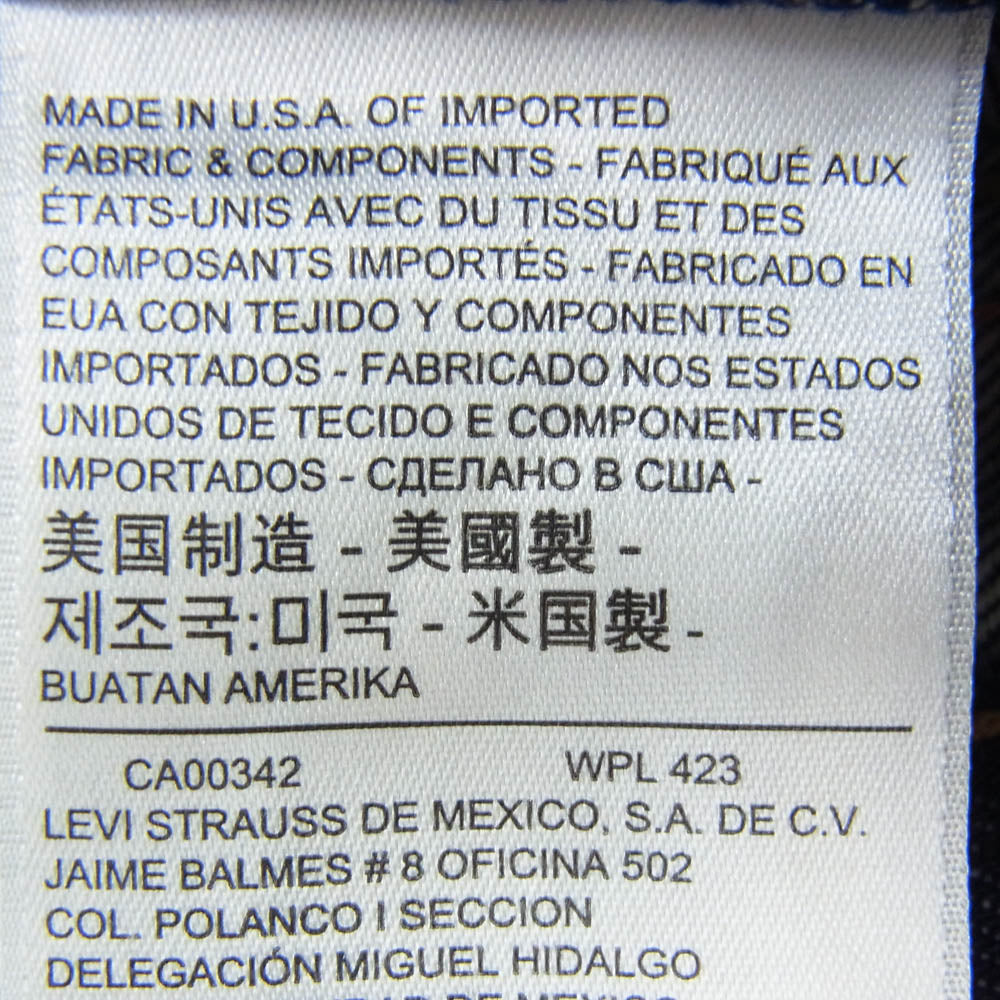 MADE IN U.S.A. OF IMPORTED
FABRIC & COMPONENTS - FABRIQUÉ AUX
ÉTATS-UNIS AVEC DU TISSU ET DES
COMPOSANTS IMPORTÉS - FABRICADO EN
EUA CON TEJIDO Y COMPONENTES
IMPORTADOS - FABRICADO NOS ESTADOS
UNIDOS DE TECIDO E COMPONENTES
IMPORTADOS - СДЕЛАНО В США -
美国制造 - 美國製 -
제조국:미국 - 米国製 -
BUATAN AMERIKA
CA00342 WPL 423
LEVI STRAUSS DE MEXICO, S.A. DE C.V.
JAIME BALMES # 8 OFICINA 502
COL. POLANCO I SECCION
DELEGACIÓN MIGUEL HIDALGO